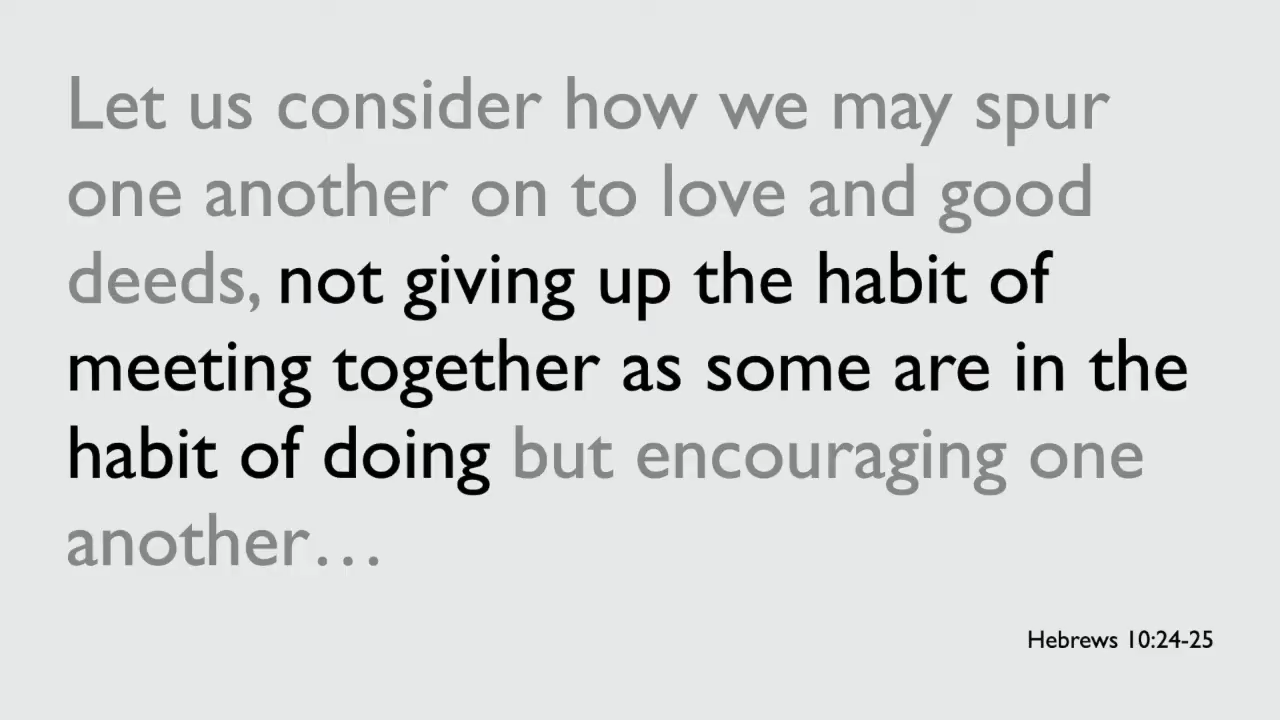 Let us consider how we may spur
one another on to love and good
deeds, not giving up the habit of
meeting together as some are in the
habit of doing but encouraging one
another…
Hebrews 10:24-25